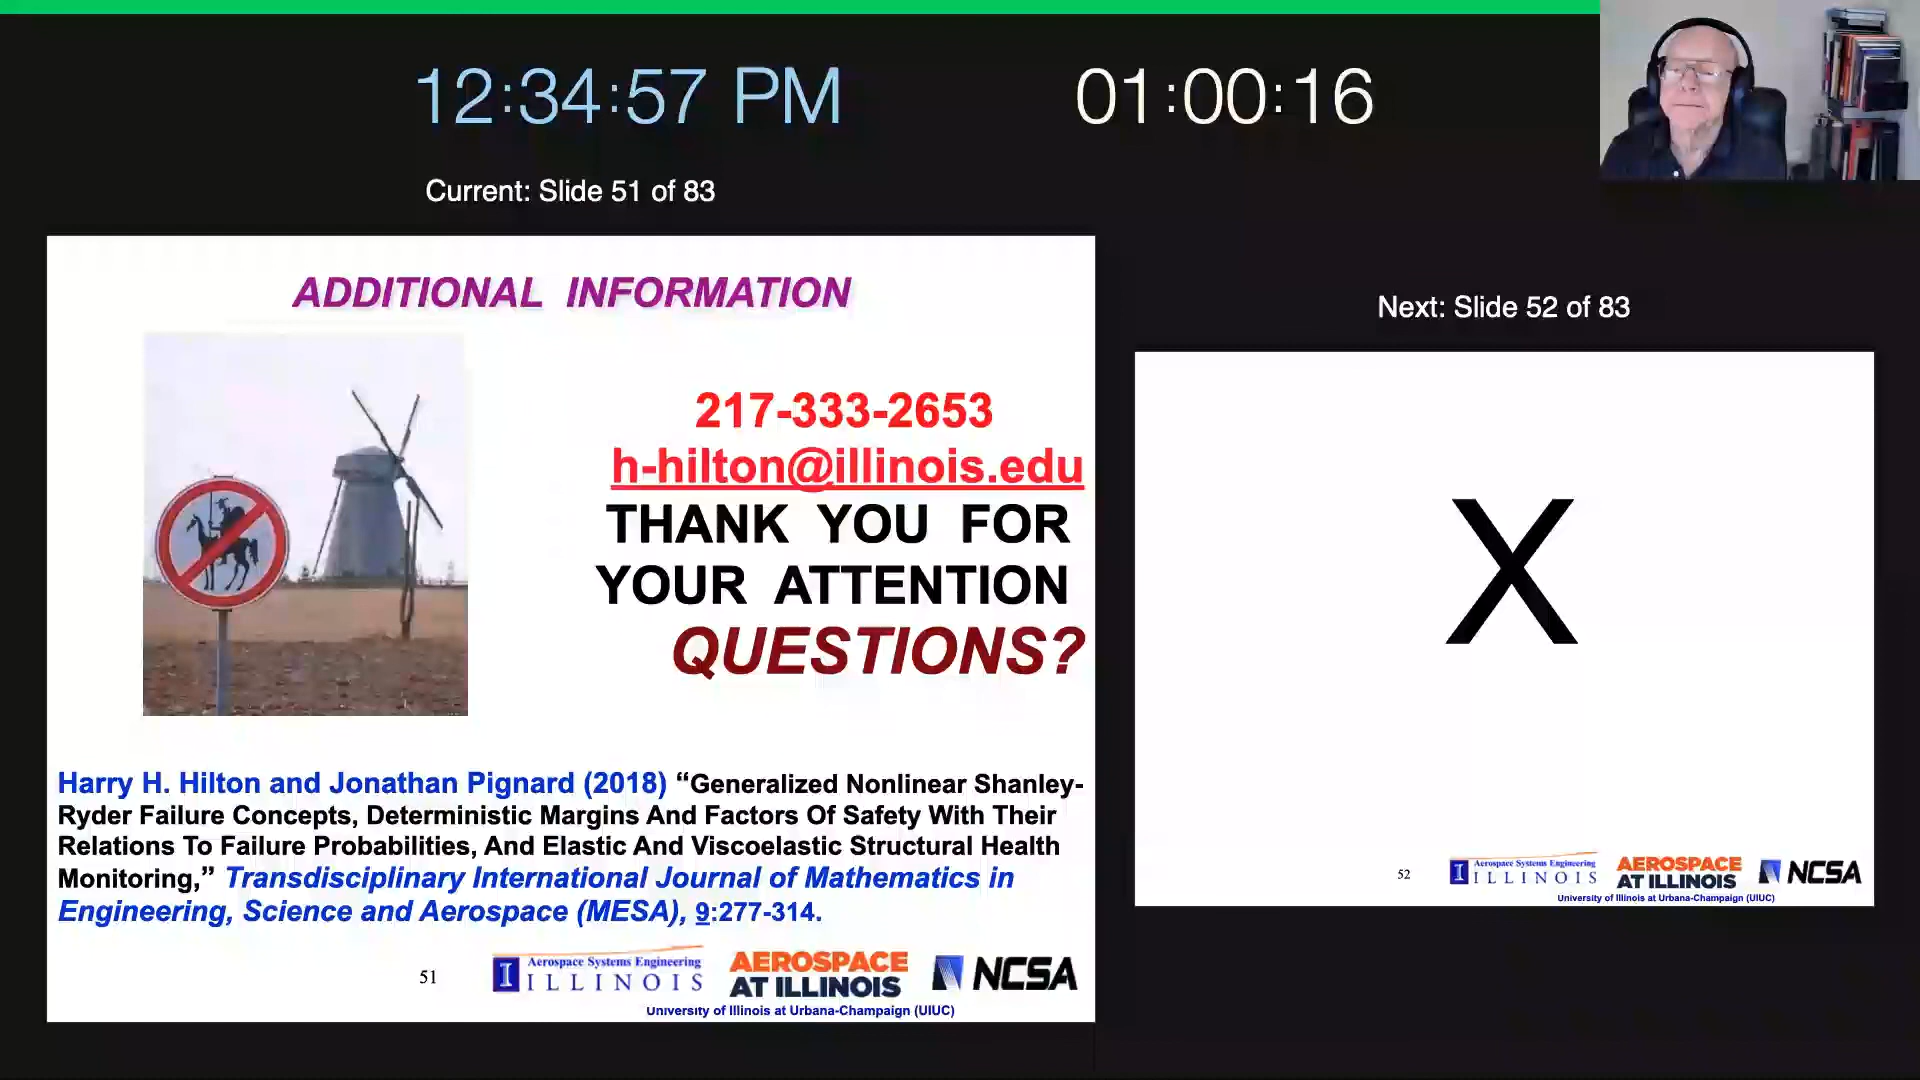 12:34:57 PM
01:00:16
Current: Slide 51 of 83
ADDITIONAL INFORMATION
217-333-2653
h-hilton@illinois.edu
THANK YOU FOR
YOUR ATTENTION
QUESTIONS?
Harry H. Hilton and Jonathan Pignard (2018) “Generalized Nonlinear Shanley-
Ryder Failure Concepts, Deterministic Margins And Factors Of Safety With Their
Relations To Failure Probabilities, And Elastic And Viscoelastic Structural Health
Monitoring,” Transdisciplinary International Journal of Mathematics in
Engineering, Science and Aerospace (MESA), 9:277-314.
51
I
Aerospace Systems Engineering
ILLINOIS
AEROSPACE
AT ILLINOIS
NCSA
University of Illinois at Urbana-Champaign (UIUC)
Next: Slide 52 of 83
X
52
I
Aerospace Systems Engineering
ILLINOIS
AEROSPACE
AT ILLINOIS
NCSA
University of Illinois at Urbana-Champaign (UIUC)